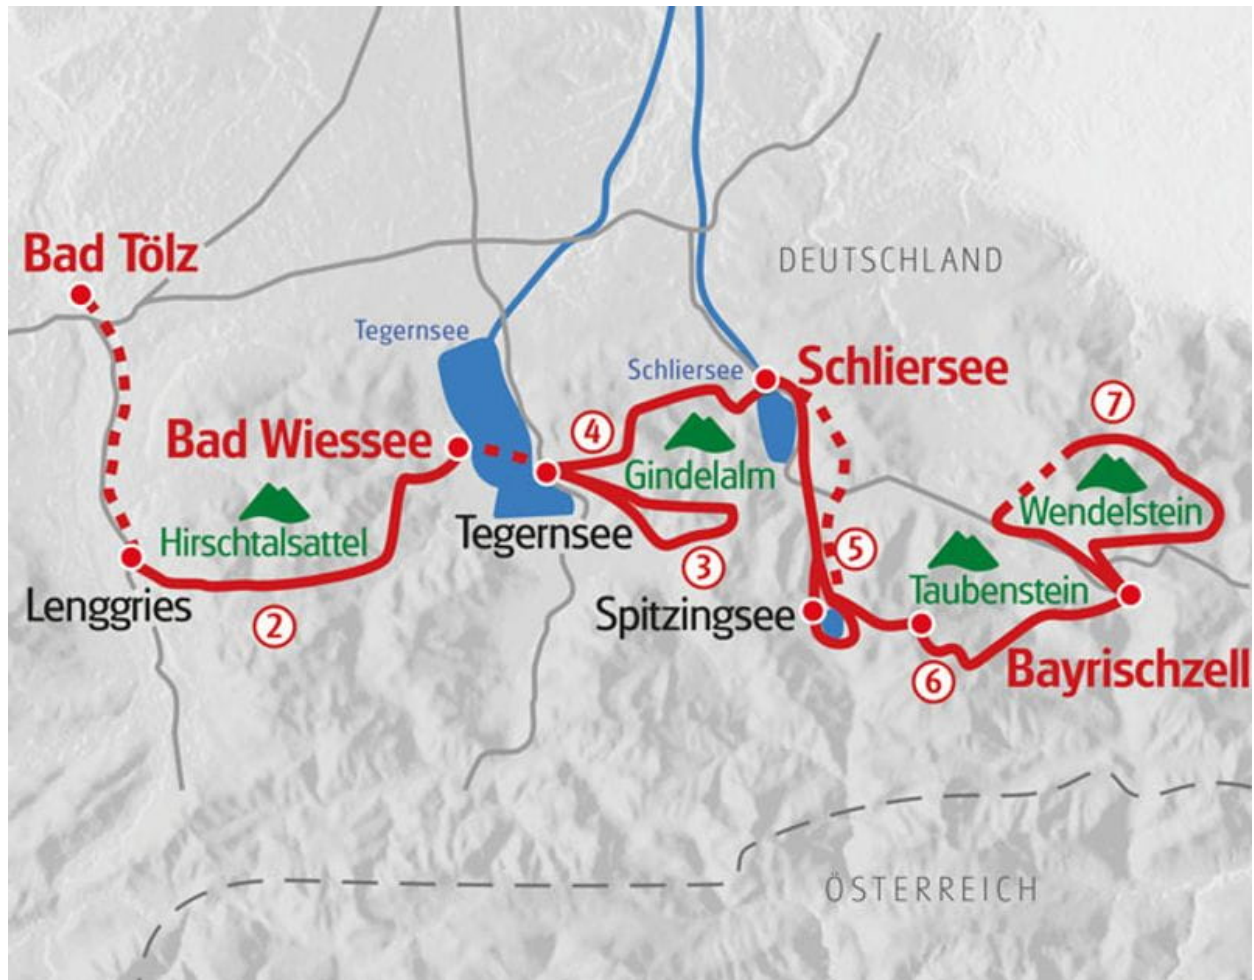 DEUTSCHLAND
Bad Tölz
Tegernsee
Schliersee
Schliersee
7
Bad Wiessee
4
Gindelalm
Wendelstein
Hirschtalsattel
Tegernsee
3
5
Taubenstein
Lenggries
2
Spitzingsee
6
Bayrischzell
ÖSTERREICH